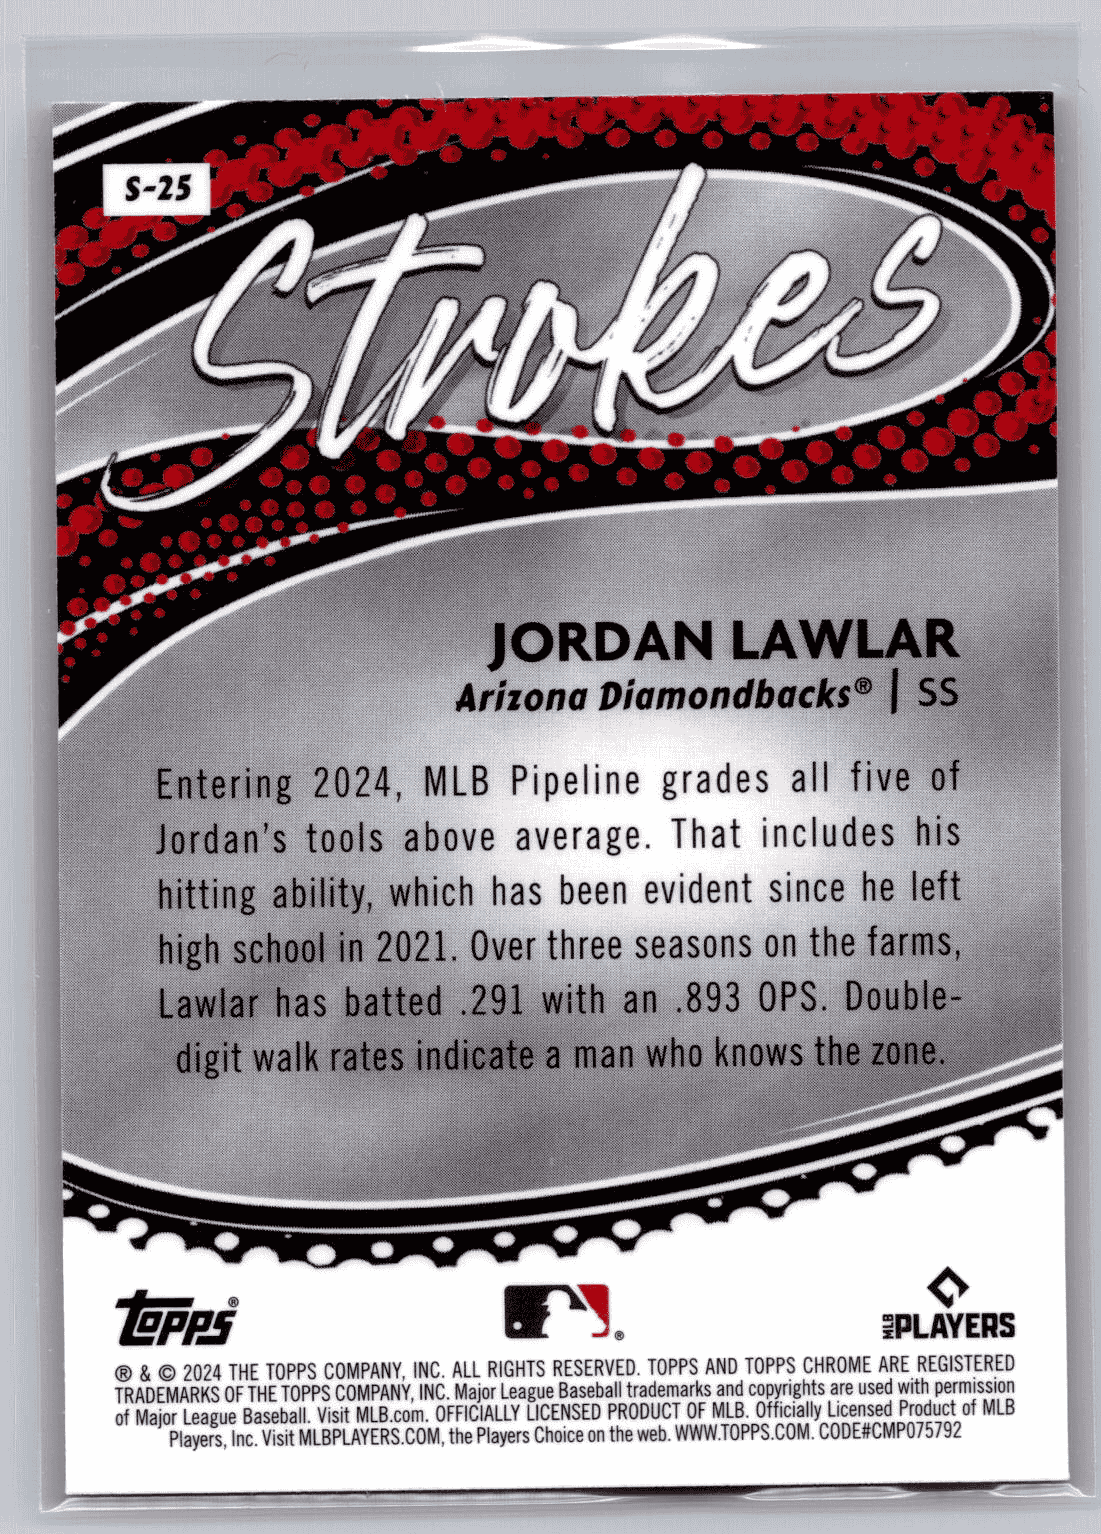 S-25
Strokes
JORDAN LAWLAR
Arizona Diamondbacks® | SS
Entering 2024, MLB Pipeline grades all five of
Jordan's tools above average. That includes his
hitting ability, which has been evident since he left
high school in 2021. Over three seasons on the farms,
Lawlar has batted .291 with an .893 OPS. Double-
digit walk rates indicate a man who knows the zone.
TOPPS®
®
MLB PLAYERS
® & © 2024 THE TOPPS COMPANY, INC. ALL RIGHTS RESERVED. TOPPS AND TOPPS CHROME ARE REGISTERED
TRADEMARKS OF THE TOPPS COMPANY, INC. Major League Baseball trademarks and copyrights are used with permission
of Major League Baseball. Visit MLB.com. OFFICIALLY LICENSED PRODUCT OF MLB. Officially Licensed Product of MLB
Players, Inc. Visit MLBPLAYERS.COM, the Players Choice on the web. WWW.TOPPS.COM. CODE#CMP075792